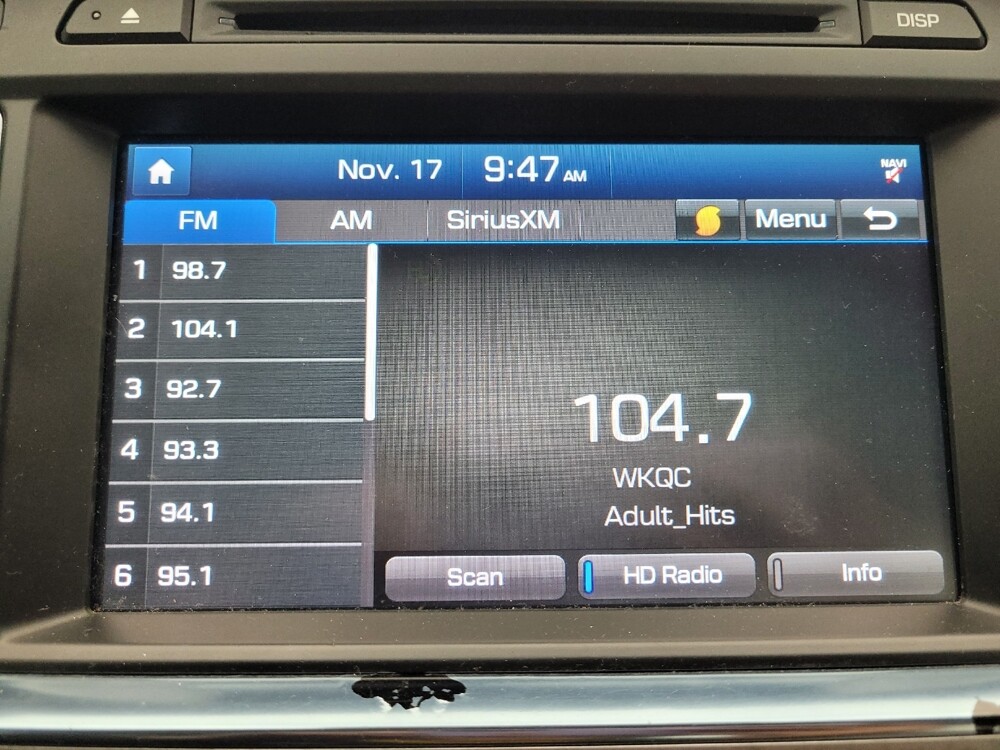 DISP
Nov. 17 9:47 AM NAVI
FM AM SiriusXM Menu
1 98.7
2 104.1
3 92.7
4 93.3
5 94.1
6 95.1
104.7
WKQC
Adult_Hits
Scan HD Radio Info